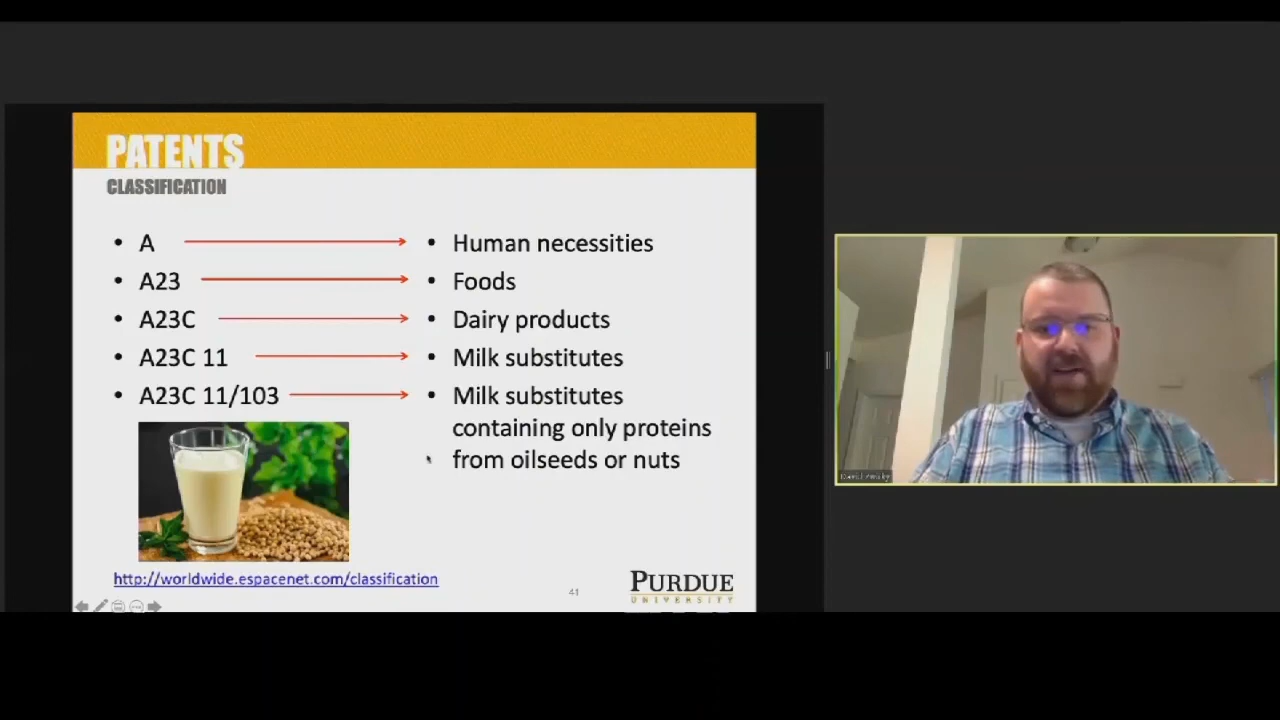 PATENTS
CLASSIFICATION
• A
• Human necessities
• A23
• Foods
• A23C
• Dairy products
• A23C 11
• Milk substitutes
• A23C 11/103
• Milk substitutes
containing only proteins
from oilseeds or nuts
http://worldwide.espacenet.com/classification
41
PURDUE
UNIVERSITY
David